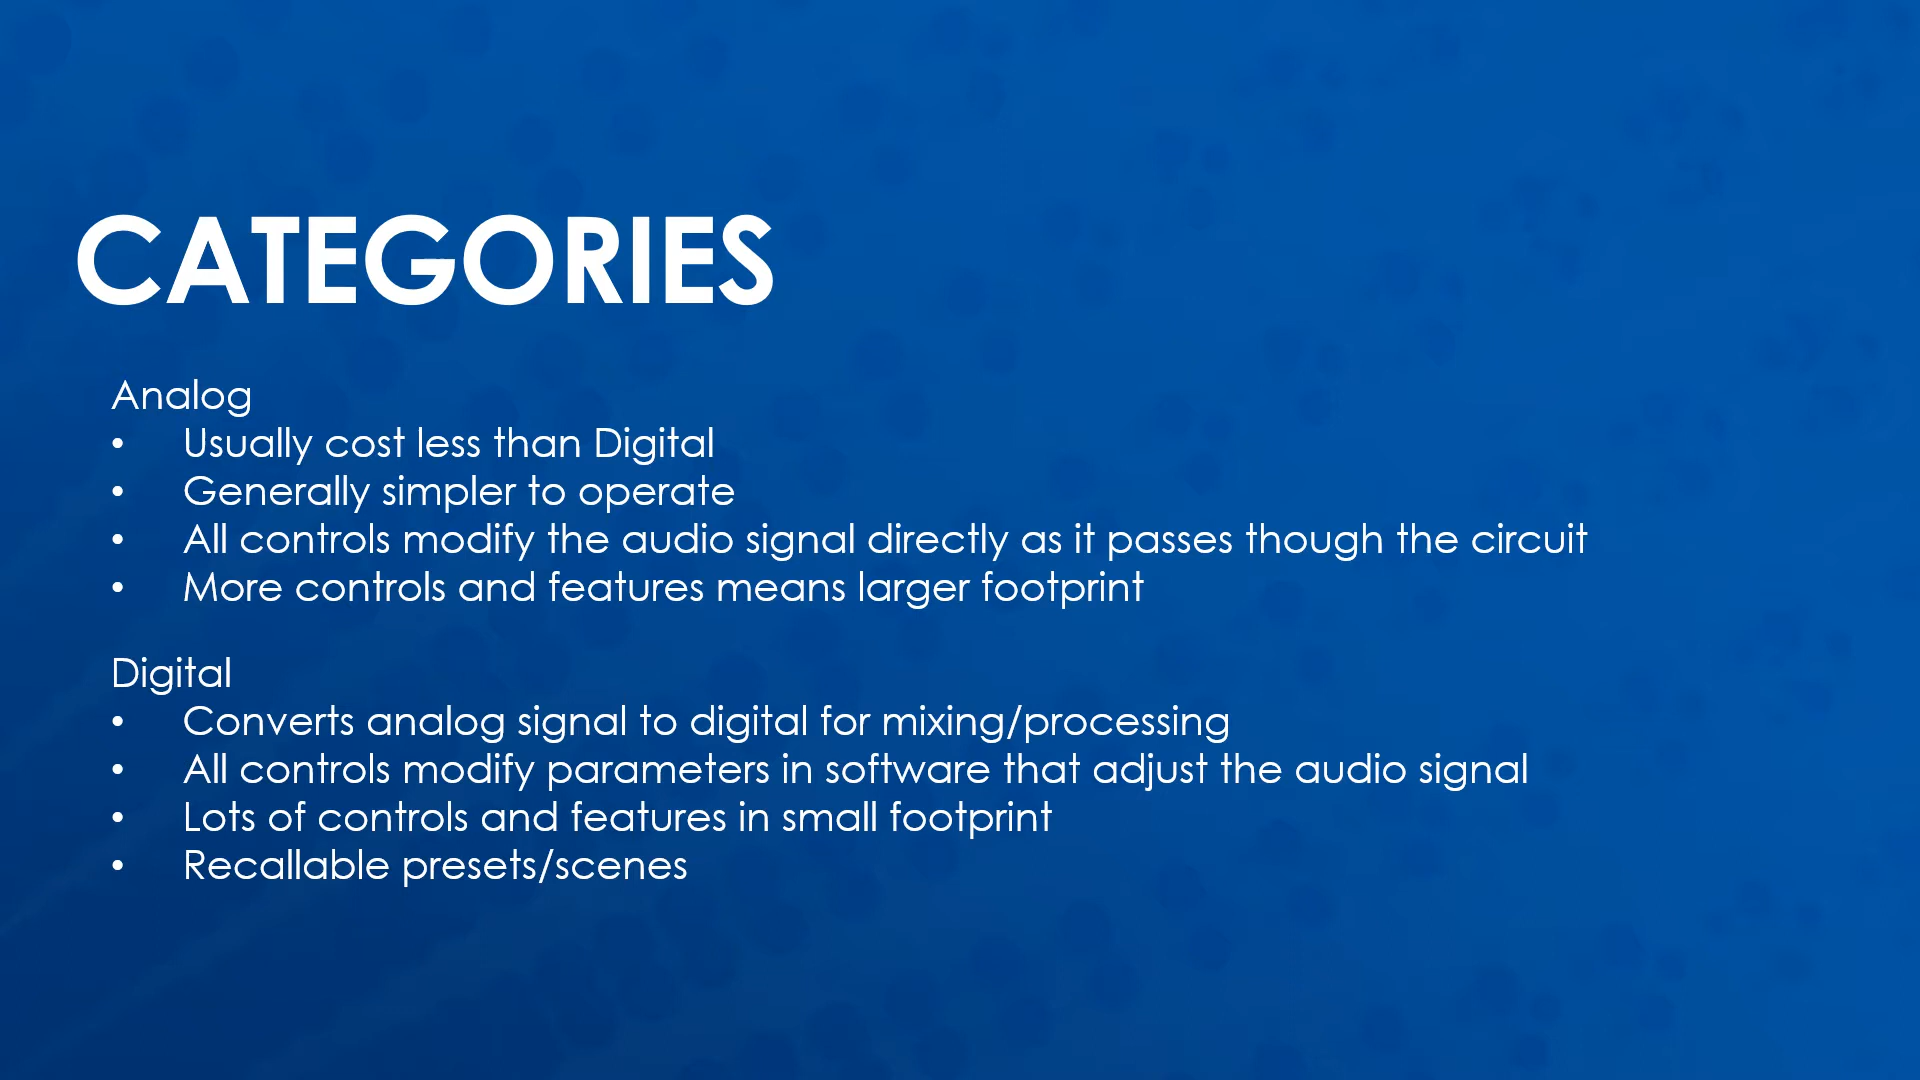 CATEGORIES
Analog
• Usually cost less than Digital
• Generally simpler to operate
• All controls modify the audio signal directly as it passes though the circuit
• More controls and features means larger footprint
Digital
• Converts analog signal to digital for mixing/processing
• All controls modify parameters in software that adjust the audio signal
• Lots of controls and features in small footprint
• Recallable presets/scenes